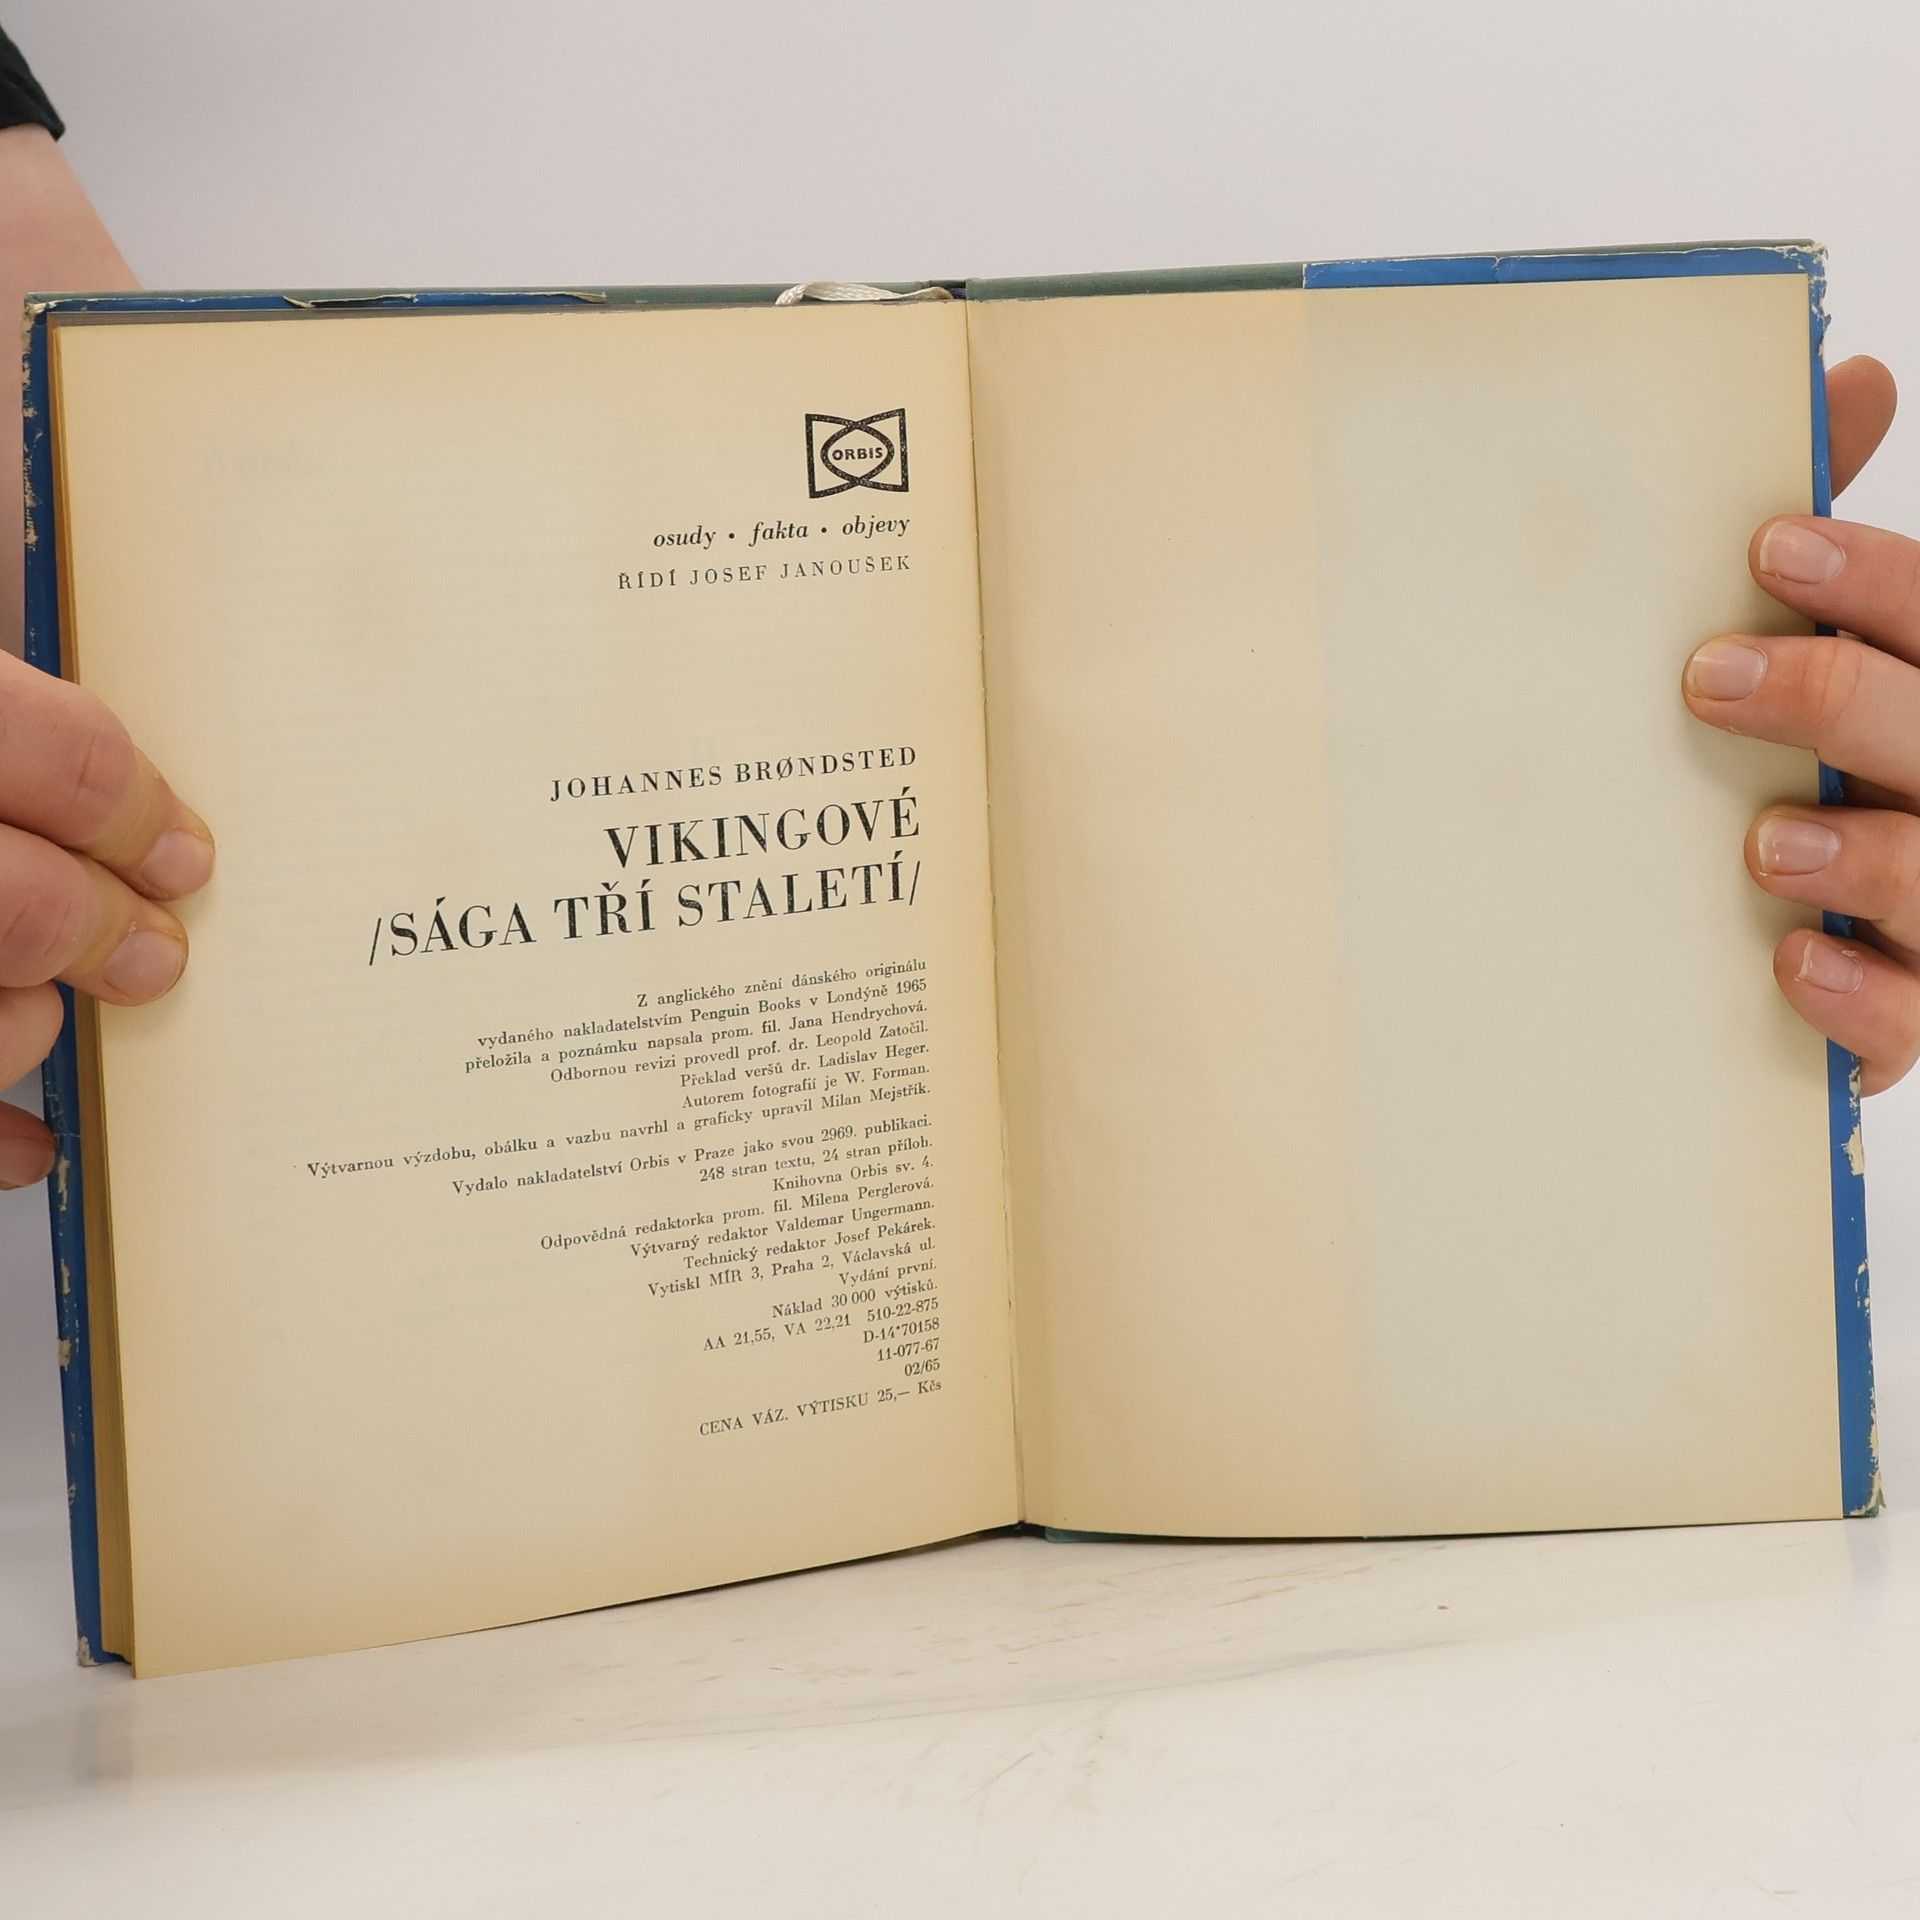 ORBIS
osudy • fakta • objevy
ŘÍDÍ JOSEF JANOUŠEK
JOHANNES BRØNDSTED
VIKINGOVÉ
/SÁGA TŘÍ STALETÍ/
Z anglického znění dánského originálu
vydaného nakladatelstvím Penguin Books v Londýně 1965
přeložila a poznámku napsala prom. fil. Jana Hendrychová.
Odbornou revizi provedl prof. dr. Leopold Zatočil.
Překlad veršů dr. Ladislav Heger.
Autorem fotografií je W. Forman.
Výtvarnou výzdobu, obálku a vazbu navrhl a graficky upravil Milan Mejstřík.
Vydalo nakladatelství Orbis v Praze jako svou 2969. publikaci.
248 stran textu, 24 stran příloh.
Knihovna Orbis sv. 4.
Odpovědná redaktorka prom. fil. Milena Perglerová.
Výtvarný redaktor Valdemar Ungermann.
Technický redaktor Josef Pekárek.
Vytiskl MÍR 3, Praha 2, Václavská ul.
Vydání první.
Náklad 30 000 výtisků.
AA 21,55, VA 22,21 510-22-875
D-14*70158
11-077-67
02/65
CENA VÁZ. VÝTISKU 25,— Kčs